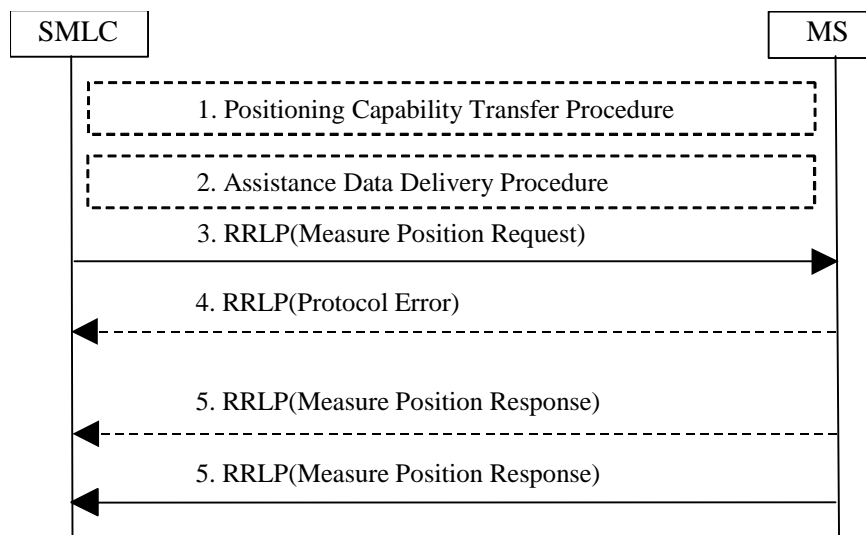 SMLC
MS
1. Positioning Capability Transfer Procedure
2. Assistance Data Delivery Procedure
3. RRLP(Measure Position Request)
4. RRLP(Protocol Error)
5. RRLP(Measure Position Response)
5. RRLP(Measure Position Response)